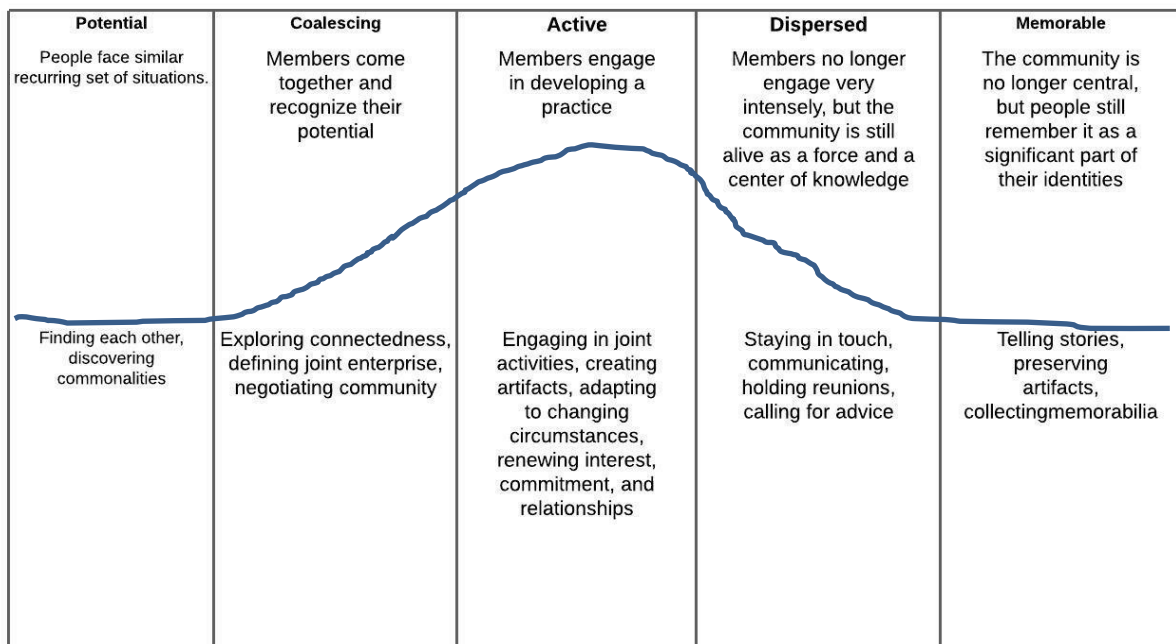 Potential
People face similar
recurring set of situations.
Finding each other,
discovering
commonalities
Coalescing
Members come
together and
recognize their
potential
Exploring connectedness,
defining joint enterprise,
negotiating community
Active
Members engage
in developing a
practice
Engaging in joint
activities, creating
artifacts, adapting
to changing
circumstances,
renewing interest,
commitment, and
relationships
Dispersed
Members no longer
engage very
intensely, but the
community is still
alive as a force and a
center of knowledge
Staying in touch,
communicating,
holding reunions,
calling for advice
Memorable
The community is
no longer central,
but people still
remember it as a
significant part of
their identities
Telling stories,
preserving
artifacts,
collectingmemorabilia